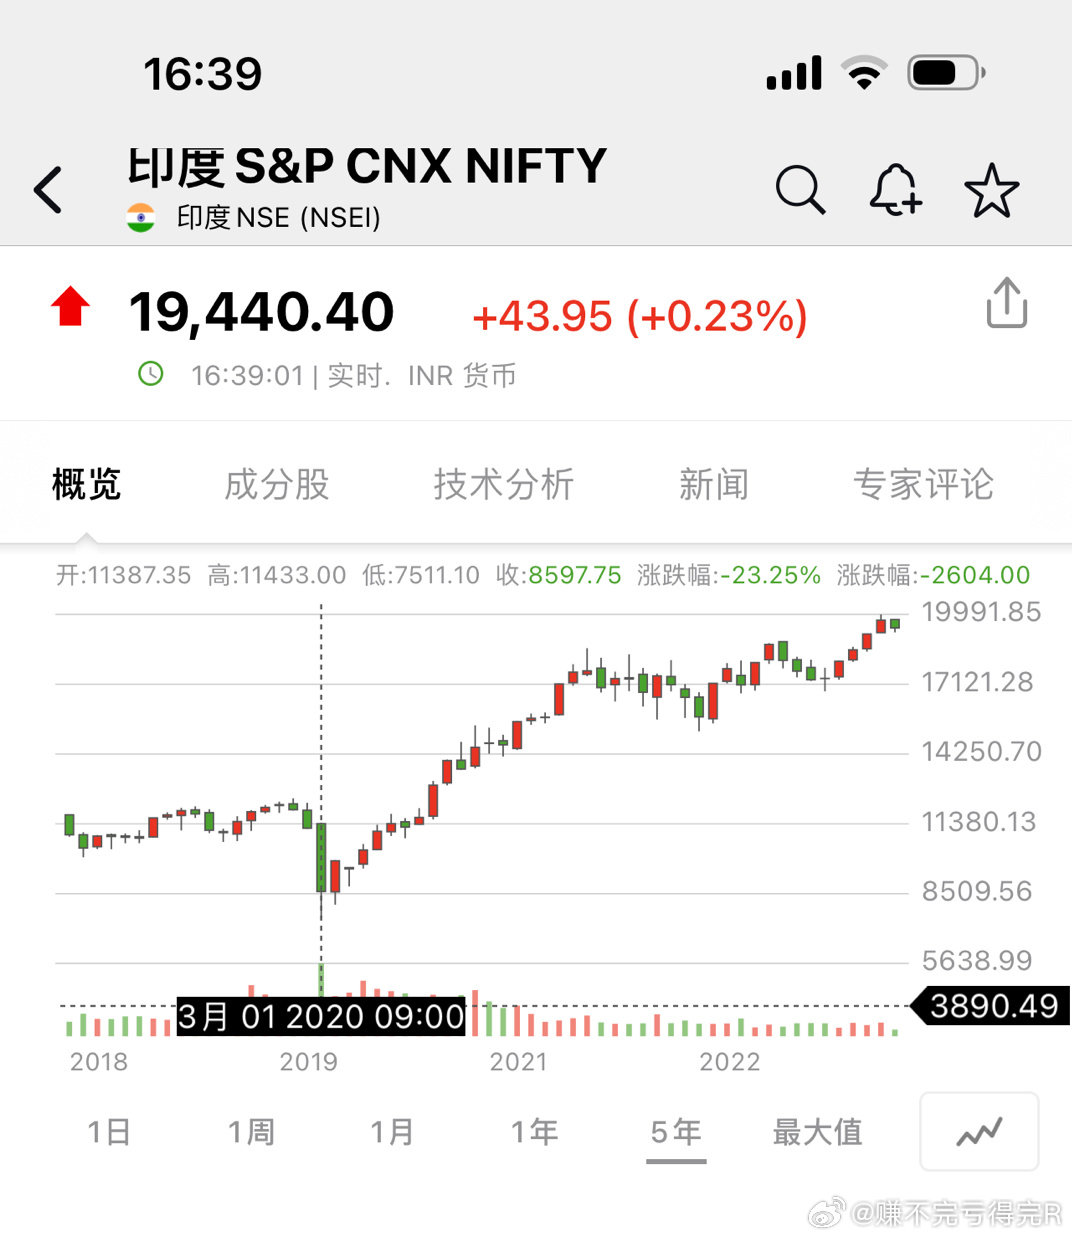 16:39
印度 S&P CNX NIFTY
印度 NSE (NSEI)
19,440.40 +43.95 (+0.23%)
16:39:01 | 实时. INR 货币
概览 成分股 技术分析 新闻 专家评论
开:11387.35 高:11433.00 低:7511.10 收:8597.75 涨跌幅:-23.25% 涨跌幅:-2604.00
19991.85
17121.28
14250.70
11380.13
8509.56
5638.99
3890.49
3月 01 2020 09:00
2018 2019 2021 2022
1日 1周 1月 1年 5年 最大值
@赚不完亏得完R